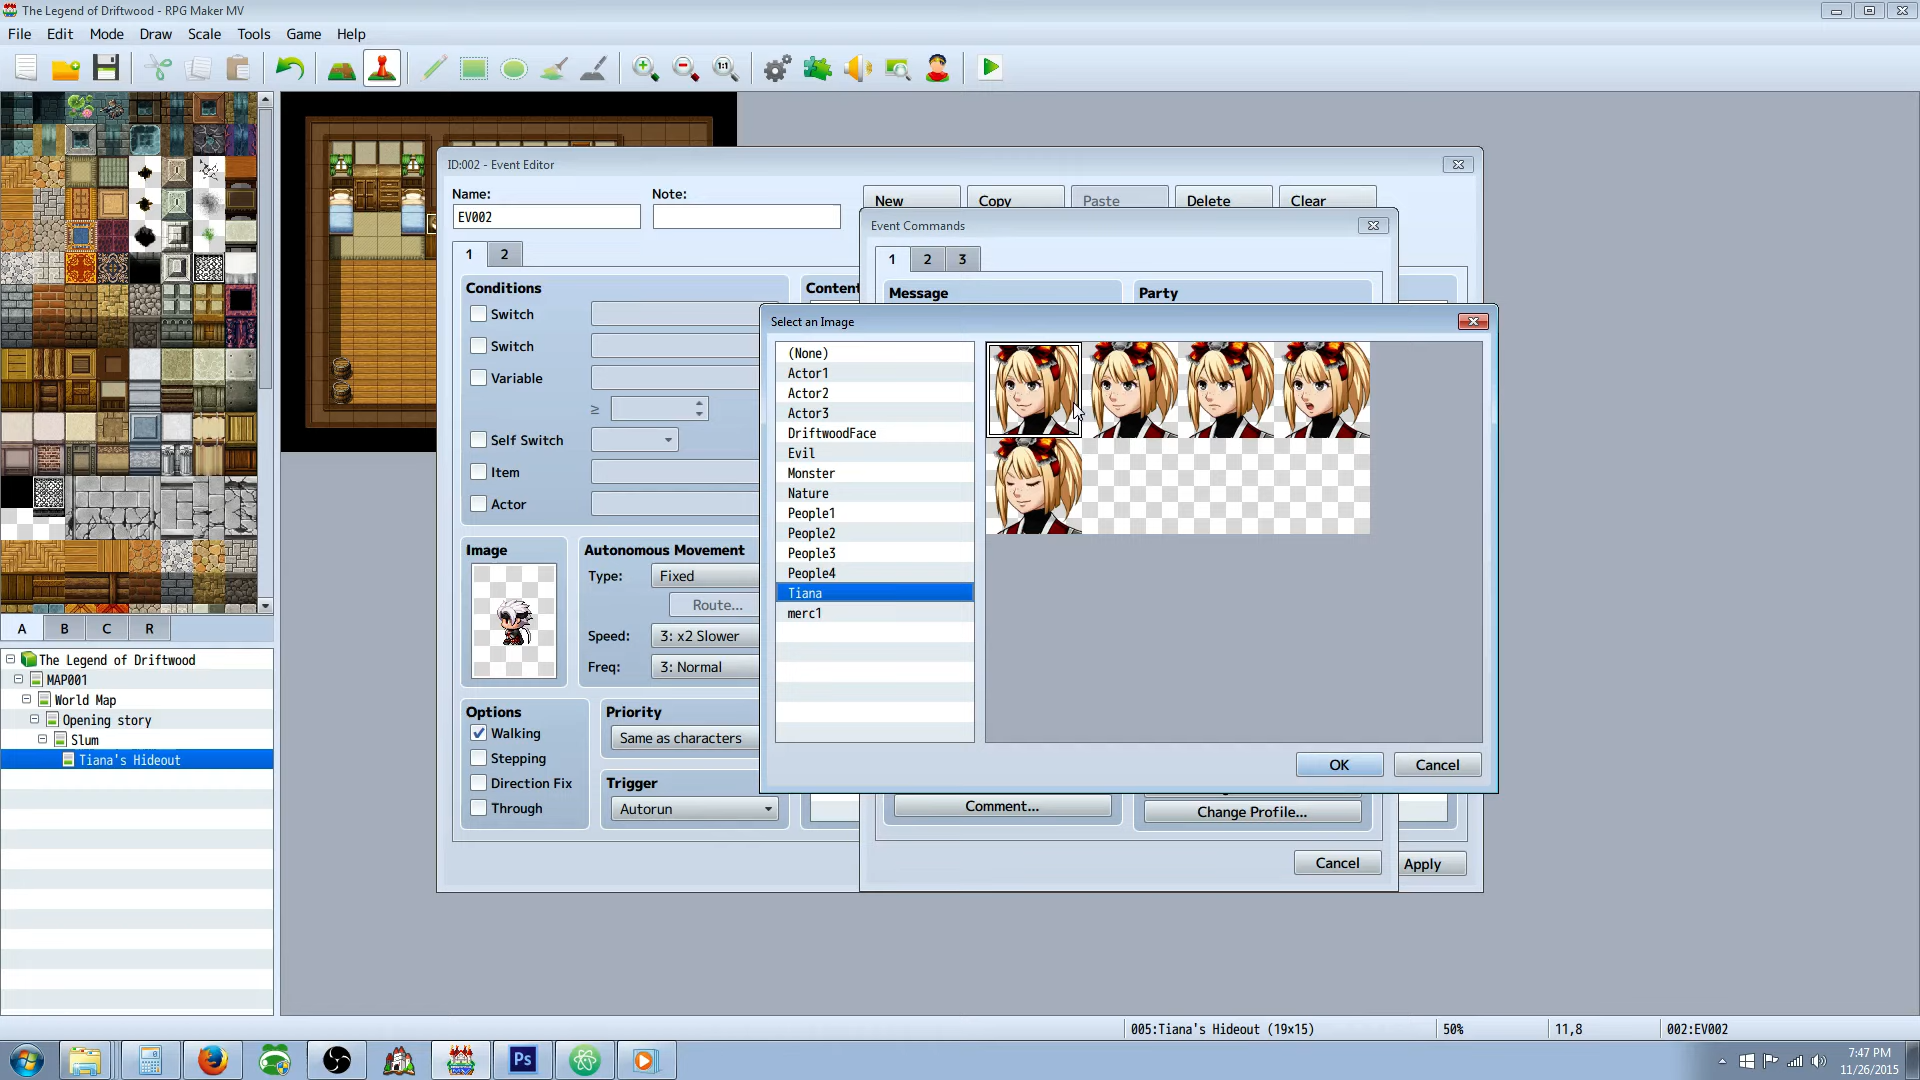 The Legend of Driftwood - RPG Maker MV
File Edit Mode Draw Scale Tools Game Help
1:1
ID:002 - Event Editor
Name: Note:
EV002
New Copy Paste Delete Clear
Event Commands
1 2
1 2 3
Conditions
Switch
Switch
Variable
≥
Self Switch
Item
Actor
Message Party
Select an Image
(None)
Actor1
Actor2
Actor3
DriftwoodFace
Evil
Monster
Nature
People1
People2
People3
People4
Tiana
merc1
OK Cancel
Image
Autonomous Movement
Type: Fixed
Route...
Speed: 3: x2 Slower
Freq: 3: Normal
Options
Walking
Stepping
Direction Fix
Through
Priority
Same as characters
Trigger
Autorun
Comment...
Change Profile...
Cancel
Apply
A B C R
The Legend of Driftwood
MAP001
World Map
Opening story
Slum
Tiana's Hideout
005:Tiana's Hideout (19x15) 50% 11,8 002:EV002
Ps
7:47 PM
11/26/2015